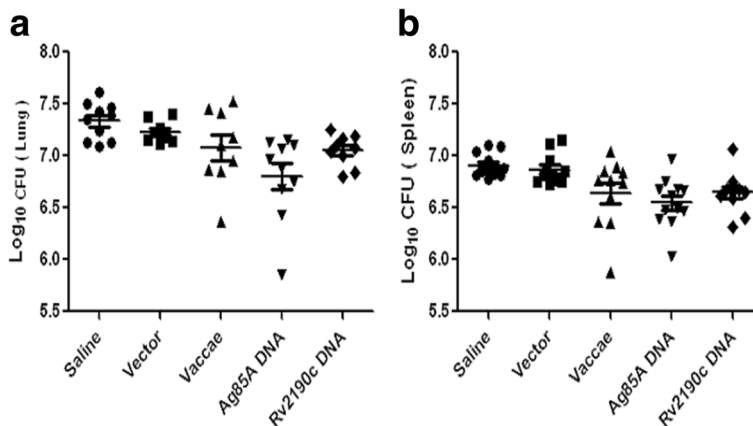 a
8.0
7.5
7.0
6.5
6.0
5.5
Log10 CFU ( Lung)
Saline
Vector
Vaccae
Ag85A DNA
Rv2190c DNA
b
8.0
7.5
7.0
6.5
6.0
5.5
Log10 CFU ( Spleen)
Saline
Vector
Vaccae
Ag85A DNA
Rv2190c DNA